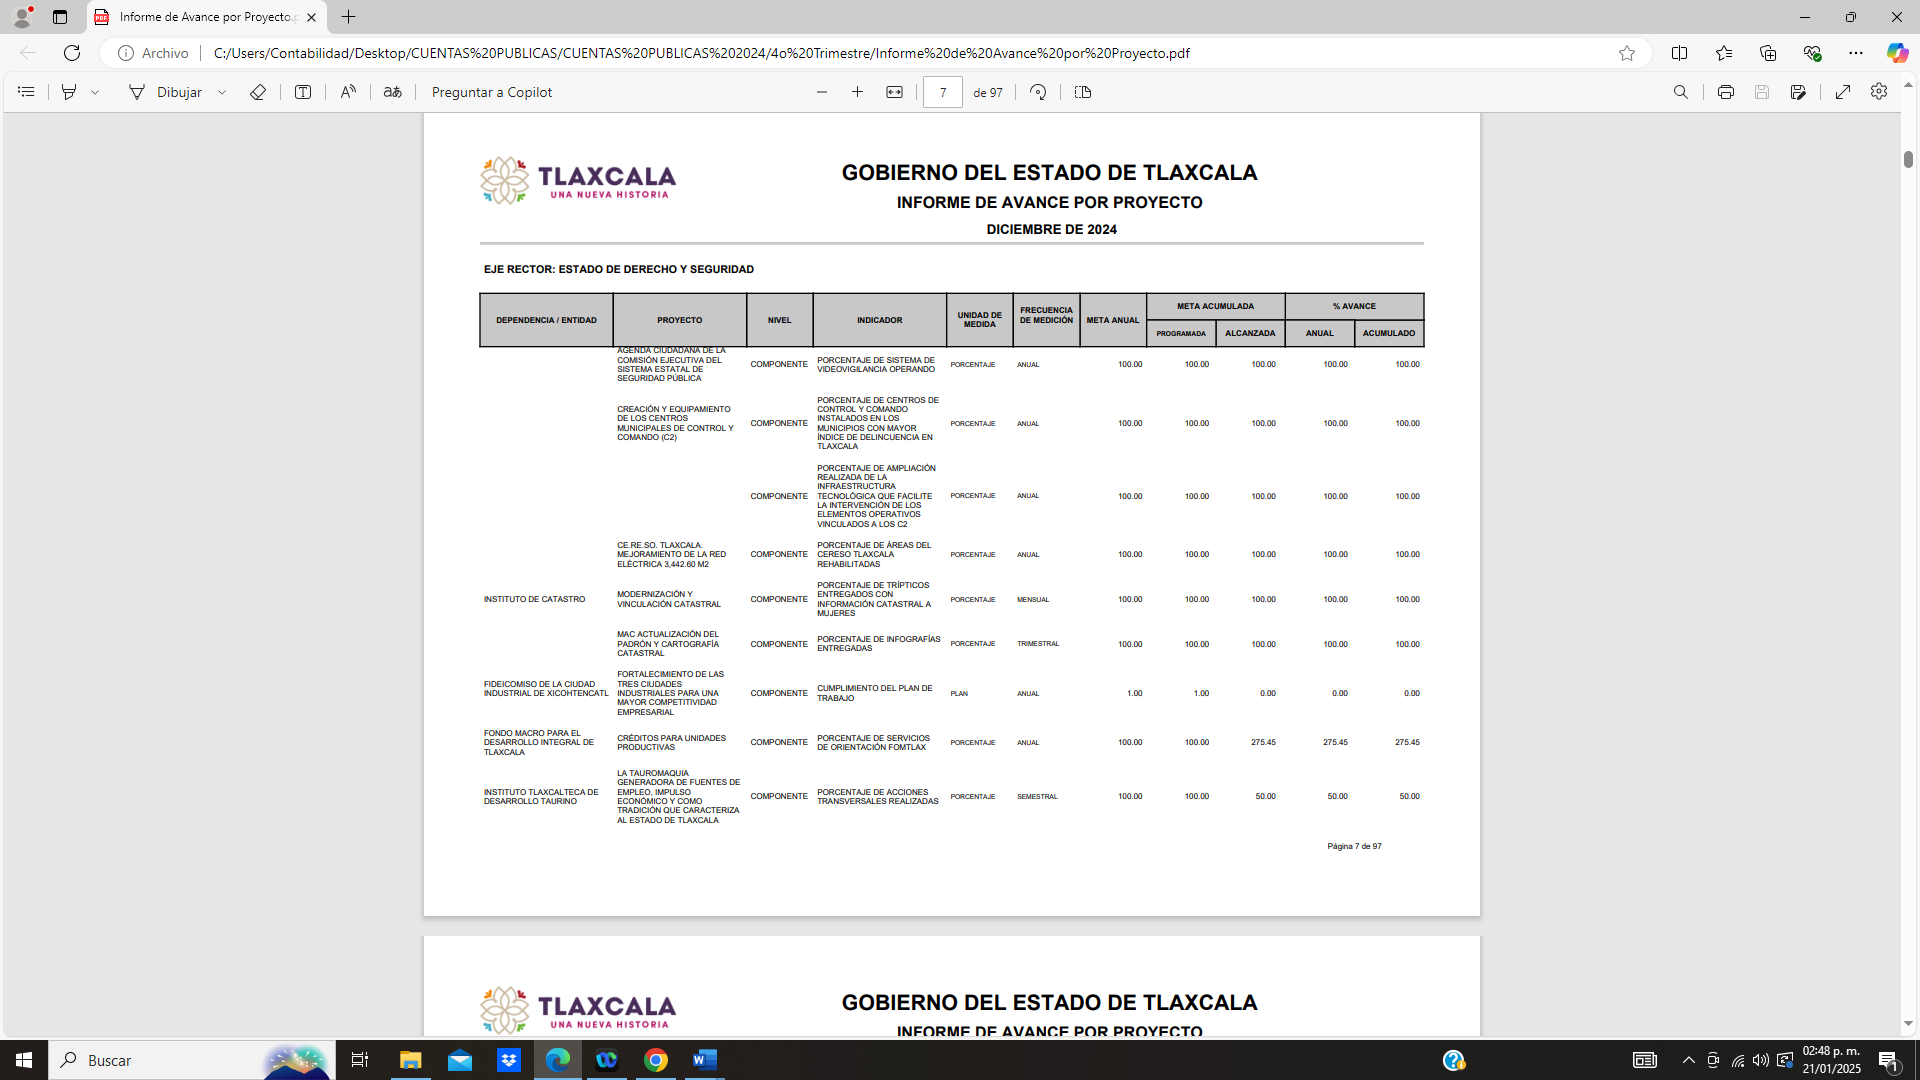 Informe de Avance por Proyecto.p
Archivo
C:/Users/Contabilidad/Desktop/CUENTAS%20PUBLICAS/CUENTAS%20PUBLICAS%202024/4o%20Trimestre/Informe%20de%20Avance%20por%20Proyecto.pdf
Dibujar
aあ
Preguntar a Copilot
7 de 97
TLAXCALA
UNA NUEVA HISTORIA
GOBIERNO DEL ESTADO DE TLAXCALA
INFORME DE AVANCE POR PROYECTO
DICIEMBRE DE 2024
EJE RECTOR: ESTADO DE DERECHO Y SEGURIDAD
DEPENDENCIA / ENTIDAD
PROYECTO
NIVEL
INDICADOR
UNIDAD DE
MEDIDA
FRECUENCIA
DE MEDICIÓN
META ANUAL
META ACUMULADA
PROGRAMADA
ALCANZADA
% AVANCE
ANUAL
ACUMULADO
AGENDA CIUDADANA DE LA
COMISIÓN EJECUTIVA DEL
SISTEMA ESTATAL DE
SEGURIDAD PÚBLICA
COMPONENTE
PORCENTAJE DE SISTEMA DE
VIDEOVIGILANCIA OPERANDO
PORCENTAJE
ANUAL
100.00 100.00 100.00 100.00 100.00
CREACIÓN Y EQUIPAMIENTO
DE LOS CENTROS
MUNICIPALES DE CONTROL Y
COMANDO (C2)
COMPONENTE
PORCENTAJE DE CENTROS DE
CONTROL Y COMANDO
INSTALADOS EN LOS
MUNICIPIOS CON MAYOR
ÍNDICE DE DELINCUENCIA EN
TLAXCALA
PORCENTAJE
ANUAL
100.00 100.00 100.00 100.00 100.00
COMPONENTE
PORCENTAJE DE AMPLIACIÓN
REALIZADA DE LA
INFRAESTRUCTURA
TECNOLÓGICA QUE FACILITE
LA INTERVENCIÓN DE LOS
ELEMENTOS OPERATIVOS
VINCULADOS A LOS C2
PORCENTAJE
ANUAL
100.00 100.00 100.00 100.00 100.00
CE.RE.SO. TLAXCALA.
MEJORAMIENTO DE LA RED
ELÉCTRICA 3,442.60 M2
COMPONENTE
PORCENTAJE DE ÁREAS DEL
CERESO TLAXCALA
REHABILITADAS
PORCENTAJE
ANUAL
100.00 100.00 100.00 100.00 100.00
INSTITUTO DE CATASTRO
MODERNIZACIÓN Y
VINCULACIÓN CATASTRAL
COMPONENTE
PORCENTAJE DE TRÍPTICOS
ENTREGADOS CON
INFORMACIÓN CATASTRAL A
MUJERES
PORCENTAJE
MENSUAL
100.00 100.00 100.00 100.00 100.00
MAC ACTUALIZACIÓN DEL
PADRÓN Y CARTOGRAFÍA
CATASTRAL
COMPONENTE
PORCENTAJE DE INFOGRAFÍAS
ENTREGADAS
PORCENTAJE
TRIMESTRAL
100.00 100.00 100.00 100.00 100.00
FIDEICOMISO DE LA CIUDAD
INDUSTRIAL DE XICOHTENCATL
FORTALECIMIENTO DE LAS
TRES CIUDADES
INDUSTRIALES PARA UNA
MAYOR COMPETITIVIDAD
EMPRESARIAL
COMPONENTE
CUMPLIMIENTO DEL PLAN DE
TRABAJO
PLAN
ANUAL
1.00 1.00 0.00 0.00 0.00
FONDO MACRO PARA EL
DESARROLLO INTEGRAL DE
TLAXCALA
CRÉDITOS PARA UNIDADES
PRODUCTIVAS
COMPONENTE
PORCENTAJE DE SERVICIOS
DE ORIENTACIÓN FOMTLAX
PORCENTAJE
ANUAL
100.00 100.00 275.45 275.45 275.45
INSTITUTO TLAXCALTECA DE
DESARROLLO TAURINO
LA TAUROMAQUIA
GENERADORA DE FUENTES DE
EMPLEO, IMPULSO
ECONÓMICO Y COMO
TRADICIÓN QUE CARACTERIZA
AL ESTADO DE TLAXCALA
COMPONENTE
PORCENTAJE DE ACCIONES
TRANSVERSALES REALIZADAS
PORCENTAJE
SEMESTRAL
100.00 100.00 50.00 50.00 50.00
Página 7 de 97
TLAXCALA
UNA NUEVA HISTORIA
GOBIERNO DEL ESTADO DE TLAXCALA
INFORME DE AVANCE POR PROYECTO
Buscar
02:48 p. m.
21/01/2025
1